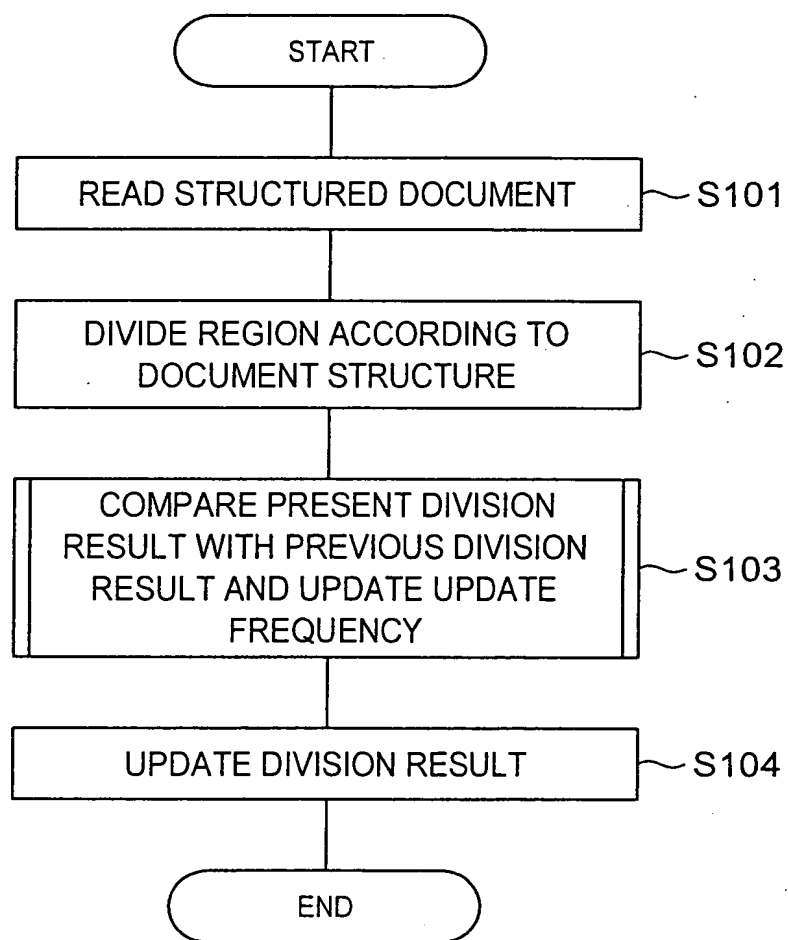 START
READ STRUCTURED DOCUMENT
S101
DIVIDE REGION ACCORDING TO
DOCUMENT STRUCTURE
S102
COMPARE PRESENT DIVISION
RESULT WITH PREVIOUS DIVISION
RESULT AND UPDATE UPDATE
FREQUENCY
S103
UPDATE DIVISION RESULT
S104
END